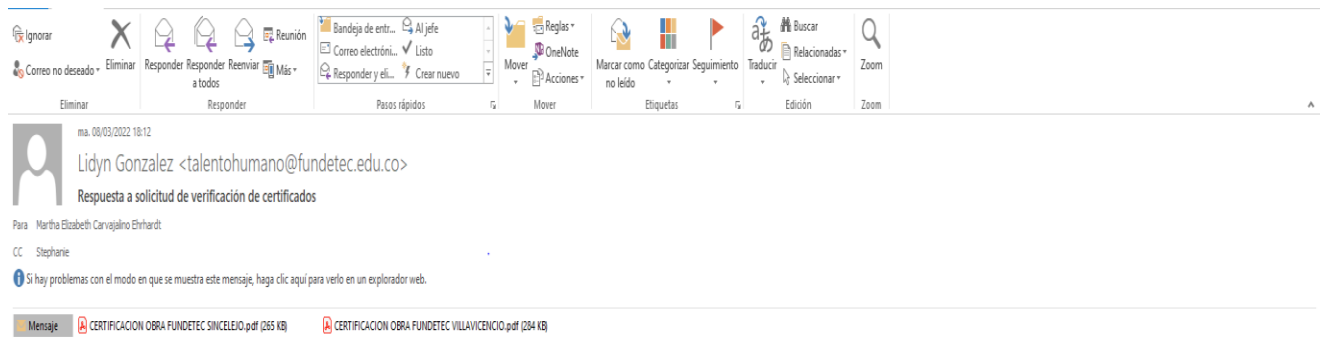 Ignorar
Correo no deseado
Eliminar
Eliminar
Responder
Responder a todos
Reenviar
Reunión
Más
Responder
Bandeja de entr...
Al jefe
Correo electróni...
Listo
Responder y eli...
Crear nuevo
Pasos rápidos
Mover
Reglas
OneNote
Acciones
Mover
Marcar como no leído
Categorizar
Seguimiento
Etiquetas
Traducir
Buscar
Relacionadas
Seleccionar
Edición
Zoom
Zoom
ma. 08/03/2022 18:12
Lidyn Gonzalez <talentohumano@fundetec.edu.co>
Respuesta a solicitud de verificación de certificados
Para Martha Elizabeth Carvajalino Ehrhardt
CC Stephanie
Si hay problemas con el modo en que se muestra este mensaje, haga clic aquí para verlo en un explorador web.
Mensaje CERTIFICACION OBRA FUNDETEC SINCELEJO.pdf (265 KB) CERTIFICACION OBRA FUNDETEC VILLAVICENCIO.pdf (284 KB)